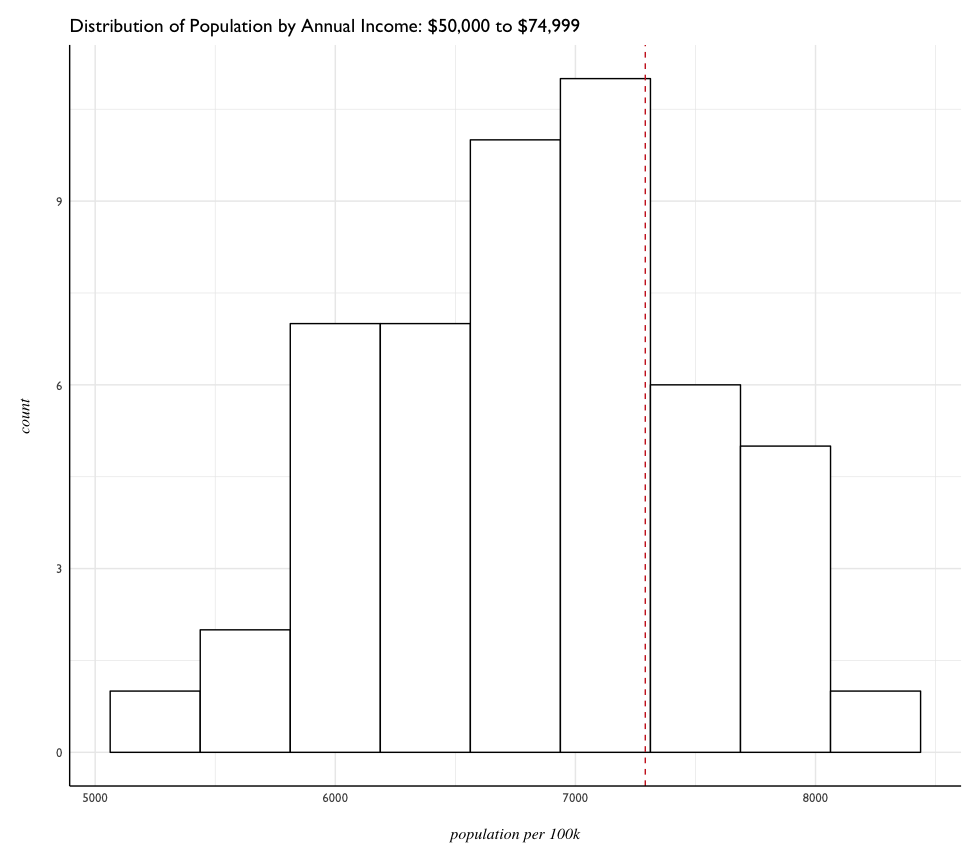 Distribution of Population by Annual Income: $50,000 to $74,999
9
6
3
0
count
5000 6000 7000 8000
population per 100k